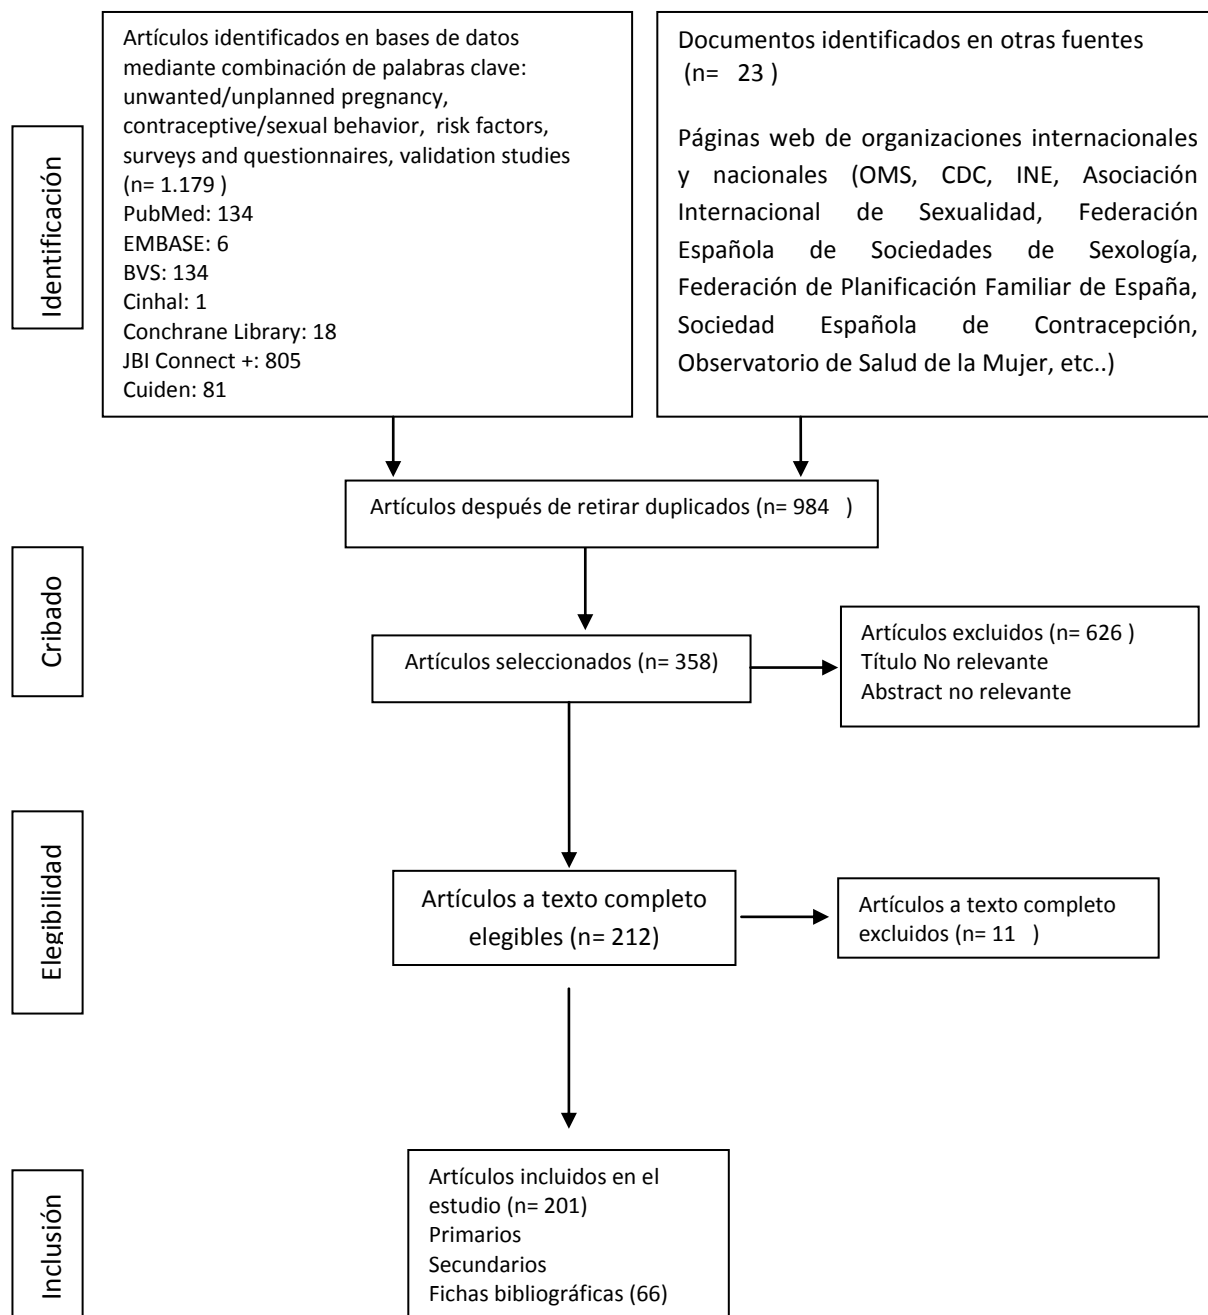 Identificación
Artículos identificados en bases de datos
mediante combinación de palabras clave:
unwanted/unplanned pregnancy,
contraceptive/sexual behavior, risk factors,
surveys and questionnaires, validation studies
(n= 1.179 )
PubMed: 134
EMBASE: 6
BVS: 134
Cinhal: 1
Conchrane Library: 18
JBI Connect +: 805
Cuiden: 81
Documentos identificados en otras fuentes
(n= 23 )
Páginas web de organizaciones internacionales
y nacionales (OMS, CDC, INE, Asociación
Internacional de Sexualidad, Federación
Española de Sociedades de Sexología,
Federación de Planificación Familiar de España,
Sociedad Española de Contracepción,
Observatorio de Salud de la Mujer, etc..)
Artículos después de retirar duplicados (n= 984 )
Cribado
Artículos seleccionados (n= 358)
Artículos excluidos (n= 626 )
Título No relevante
Abstract no relevante
Elegibilidad
Artículos a texto completo
elegibles (n= 212)
Artículos a texto completo
excluidos (n= 11 )
Inclusión
Artículos incluidos en el
estudio (n= 201)
Primarios
Secundarios
Fichas bibliográficas (66)